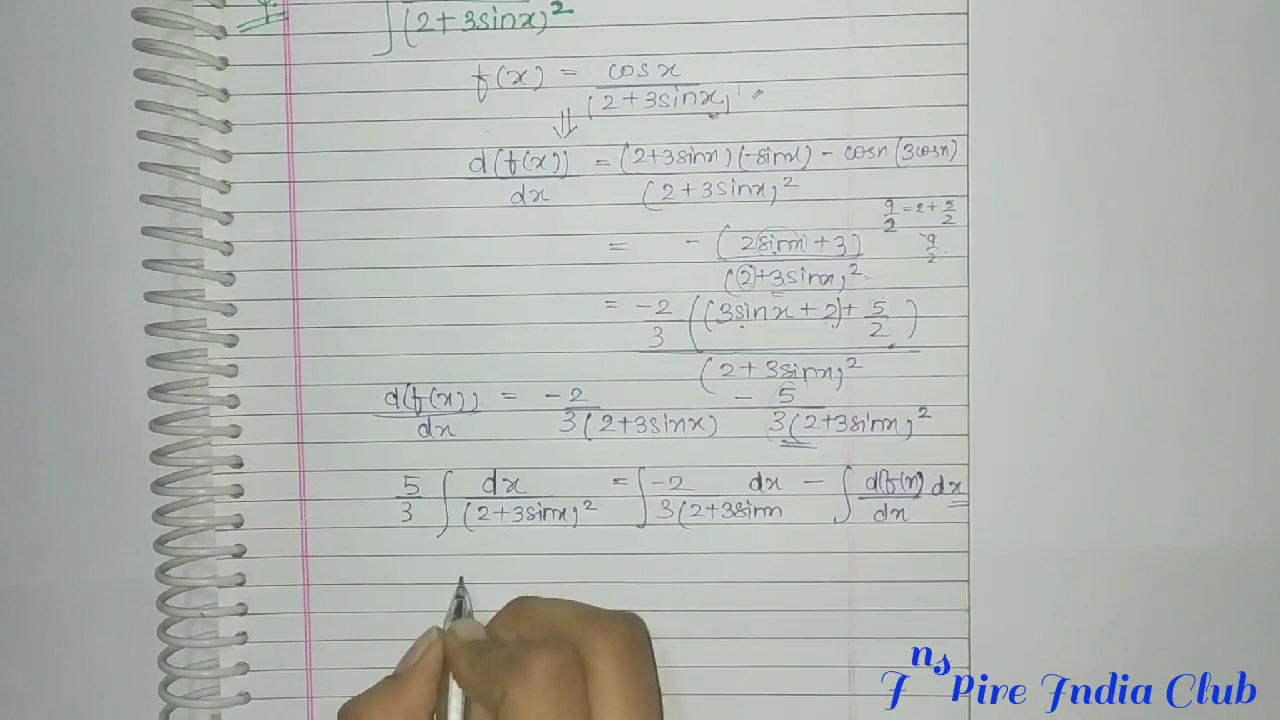 ∫ (2+3sinx)²
f(x) = cosx / (2+3sinx)'
⇓
d(f(x))/dx = (2+3sinx)(-sinx) - cosx(3cosx) / (2+3sinx)²
9/2 = 2+5/2
= -(2sinx+3) / (2+3sinx)²
9/2
= -2/3 ((3sinx+2)+5/2) / (2+3sinx)²
d(f(x))/dx = -2 / 3(2+3sinx) - 5 / 3(2+3sinx)²
5/3 ∫ dx/(2+3sinx)² = ∫ -2 / 3(2+3sinx dx - ∫ d(f(x))/dx dx
InsPire India Club